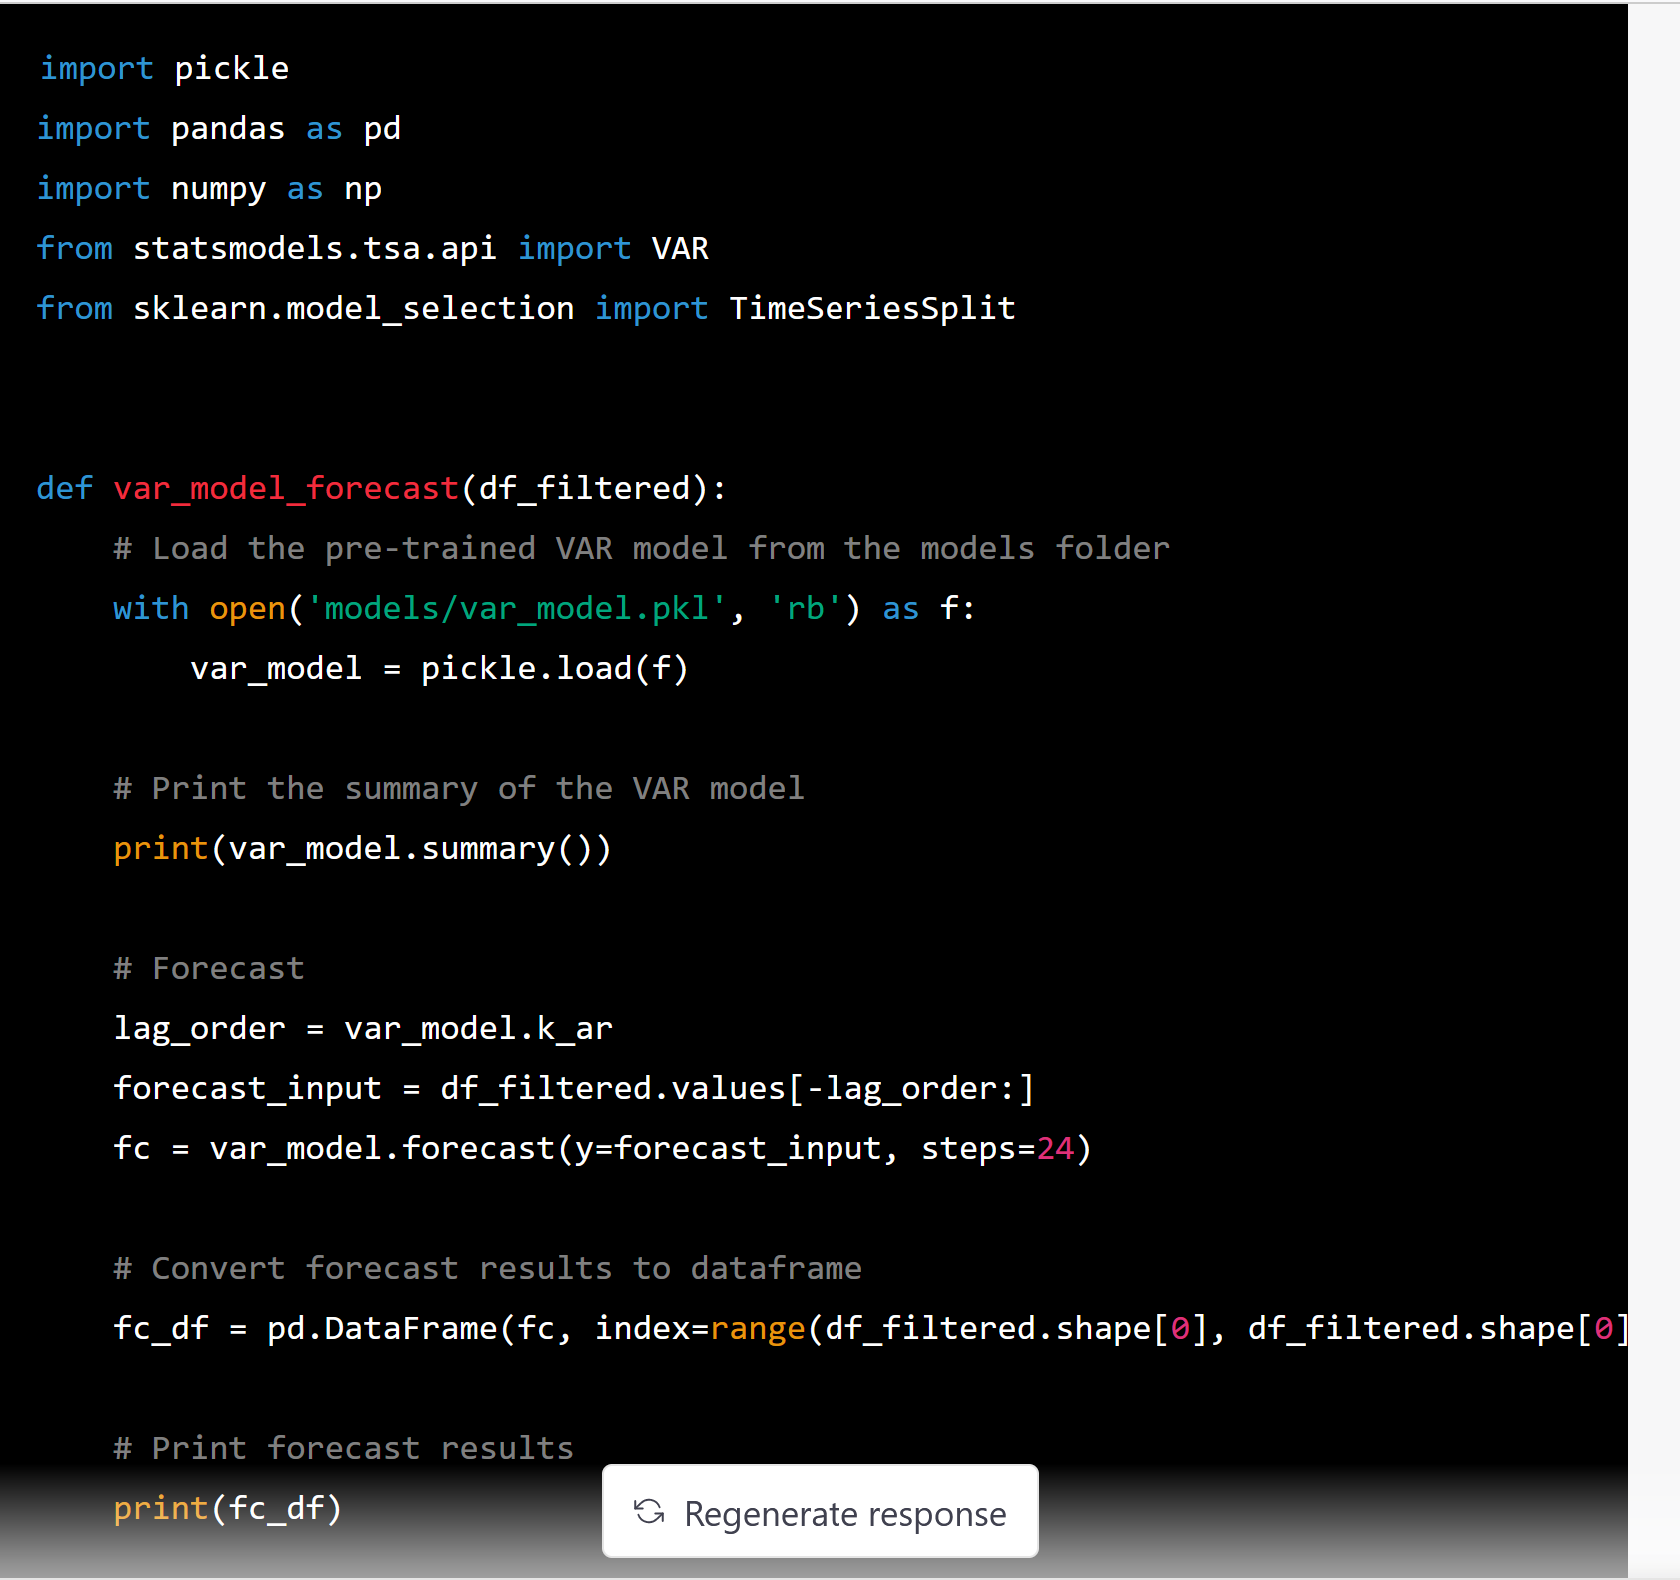 import pickle
import pandas as pd
import numpy as np
from statsmodels.tsa.api import VAR
from sklearn.model_selection import TimeSeriesSplit
def var_model_forecast(df_filtered):
    # Load the pre-trained VAR model from the models folder
    with open('models/var_model.pkl', 'rb') as f:
        var_model = pickle.load(f)
    # Print the summary of the VAR model
    print(var_model.summary())
    # Forecast
    lag_order = var_model.k_ar
    forecast_input = df_filtered.values[-lag_order:]
    fc = var_model.forecast(y=forecast_input, steps=24)
    # Convert forecast results to dataframe
    fc_df = pd.DataFrame(fc, index=range(df_filtered.shape[0], df_filtered.shape[0]
    # Print forecast results
    print(fc_df)
Regenerate response